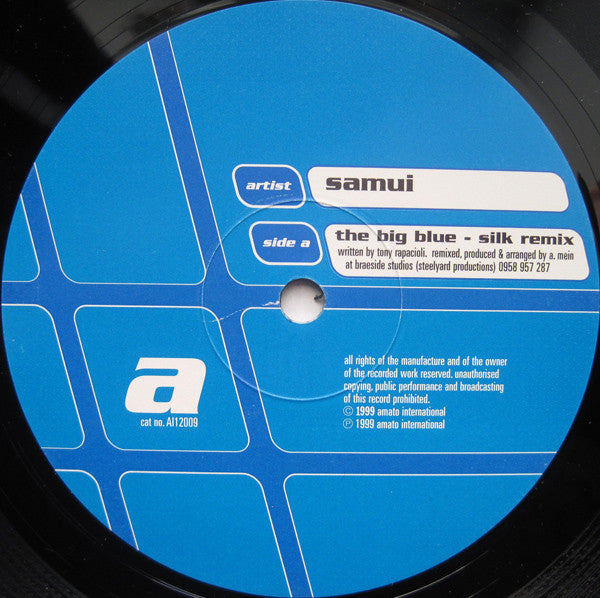 artist
samui
side a
the big blue - silk remix
written by tony rapacioli. remixed, produced & arranged by a. mein
at braeside studios (steelyard productions) 0958 957 287
a
cat no. AI12009
all rights of the manufacture and of the owner
of the recorded work reserved. unauthorised
copying, public performance and broadcasting
of this record prohibited.
© 1999 amato international
℗ 1999 amato international